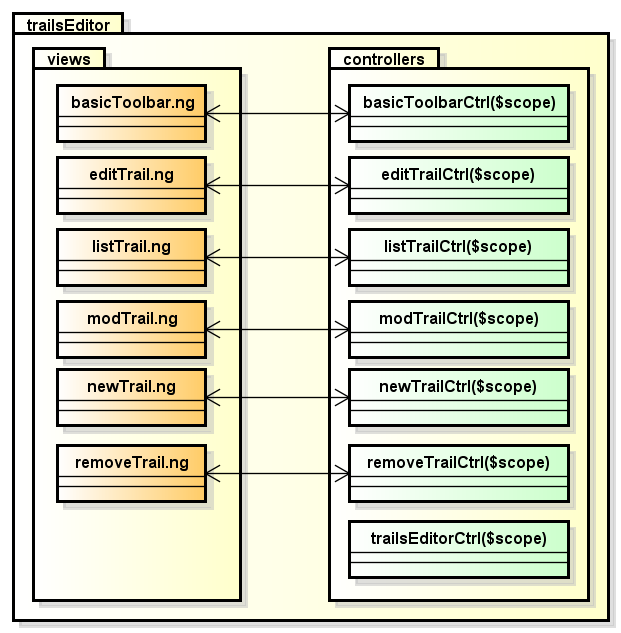 trailsEditor
views
controllers
basicToolbar.ng
basicToolbarCtrl($scope)
editTrail.ng
editTrailCtrl($scope)
listTrail.ng
listTrailCtrl($scope)
modTrail.ng
modTrailCtrl($scope)
newTrail.ng
newTrailCtrl($scope)
removeTrail.ng
removeTrailCtrl($scope)
trailsEditorCtrl($scope)